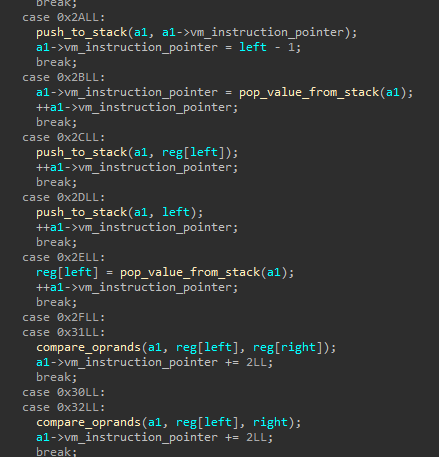 break;
case 0x2ALL:
push_to_stack(a1, a1->vm_instruction_pointer);
a1->vm_instruction_pointer = left - 1;
break;
case 0x2BLL:
a1->vm_instruction_pointer = pop_value_from_stack(a1);
++a1->vm_instruction_pointer;
break;
case 0x2CLL:
push_to_stack(a1, reg[left]);
++a1->vm_instruction_pointer;
break;
case 0x2DLL:
push_to_stack(a1, left);
++a1->vm_instruction_pointer;
break;
case 0x2ELL:
reg[left] = pop_value_from_stack(a1);
++a1->vm_instruction_pointer;
break;
case 0x2FLL:
case 0x31LL:
compare_oprands(a1, reg[left], reg[right]);
a1->vm_instruction_pointer += 2LL;
break;
case 0x30LL:
case 0x32LL:
compare_oprands(a1, reg[left], right);
a1->vm_instruction_pointer += 2LL;
break;